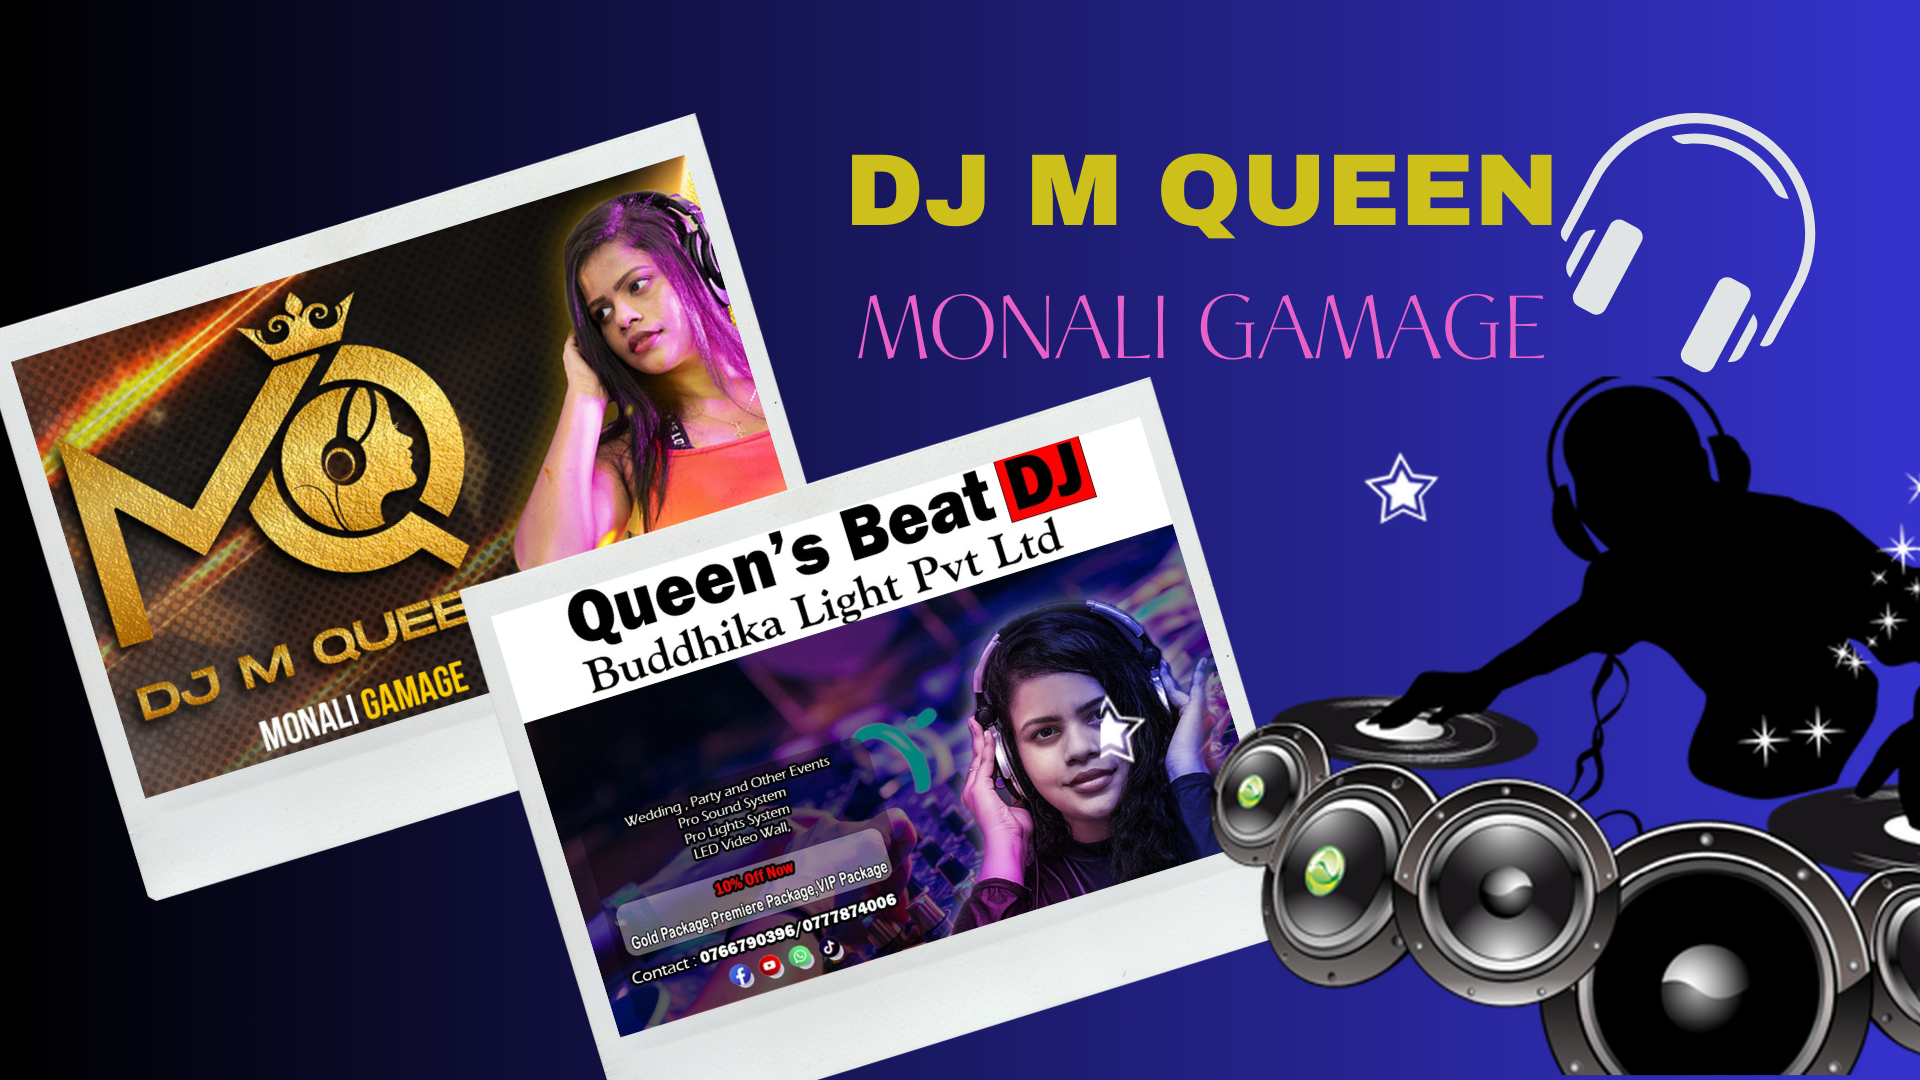 DJ M QUEEN
MONALI GAMAGE
MQ
DJ M QUEE
MONALI GAMAGE
Queen's Beat DJ
Buddhika Light Pvt Ltd
Wedding , Party and Other Events
Pro Sound System
Pro Lights System
LED Video Wall,
10% Off Now
Gold Package,Premiere Package,VIP Package
Contact : 0766790396/0777874006